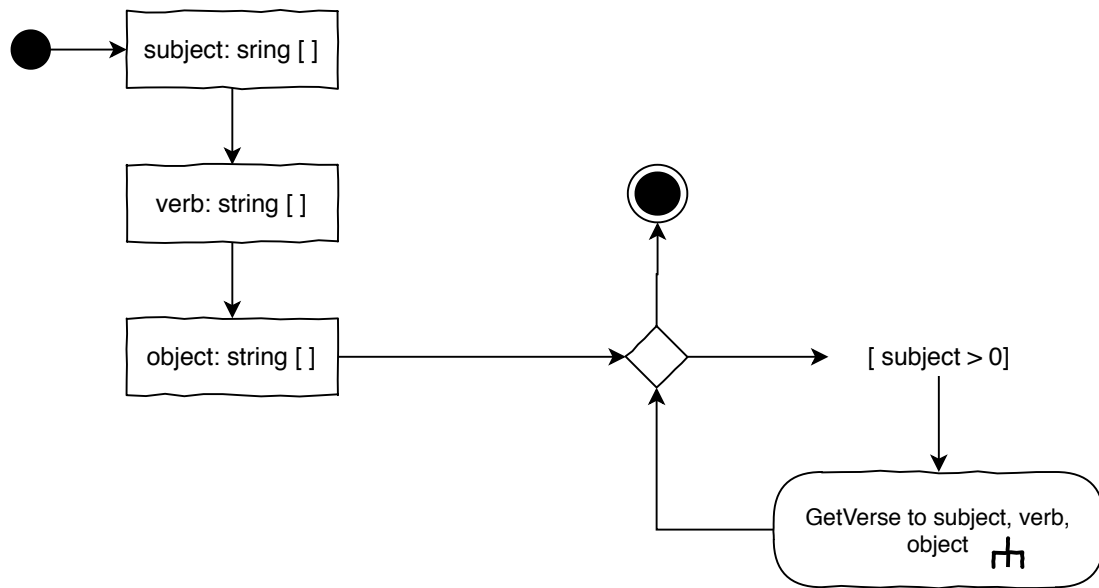 subject: sring [ ]
verb: string [ ]
object: string [ ]
[ subject > 0]
GetVerse to subject, verb,
object